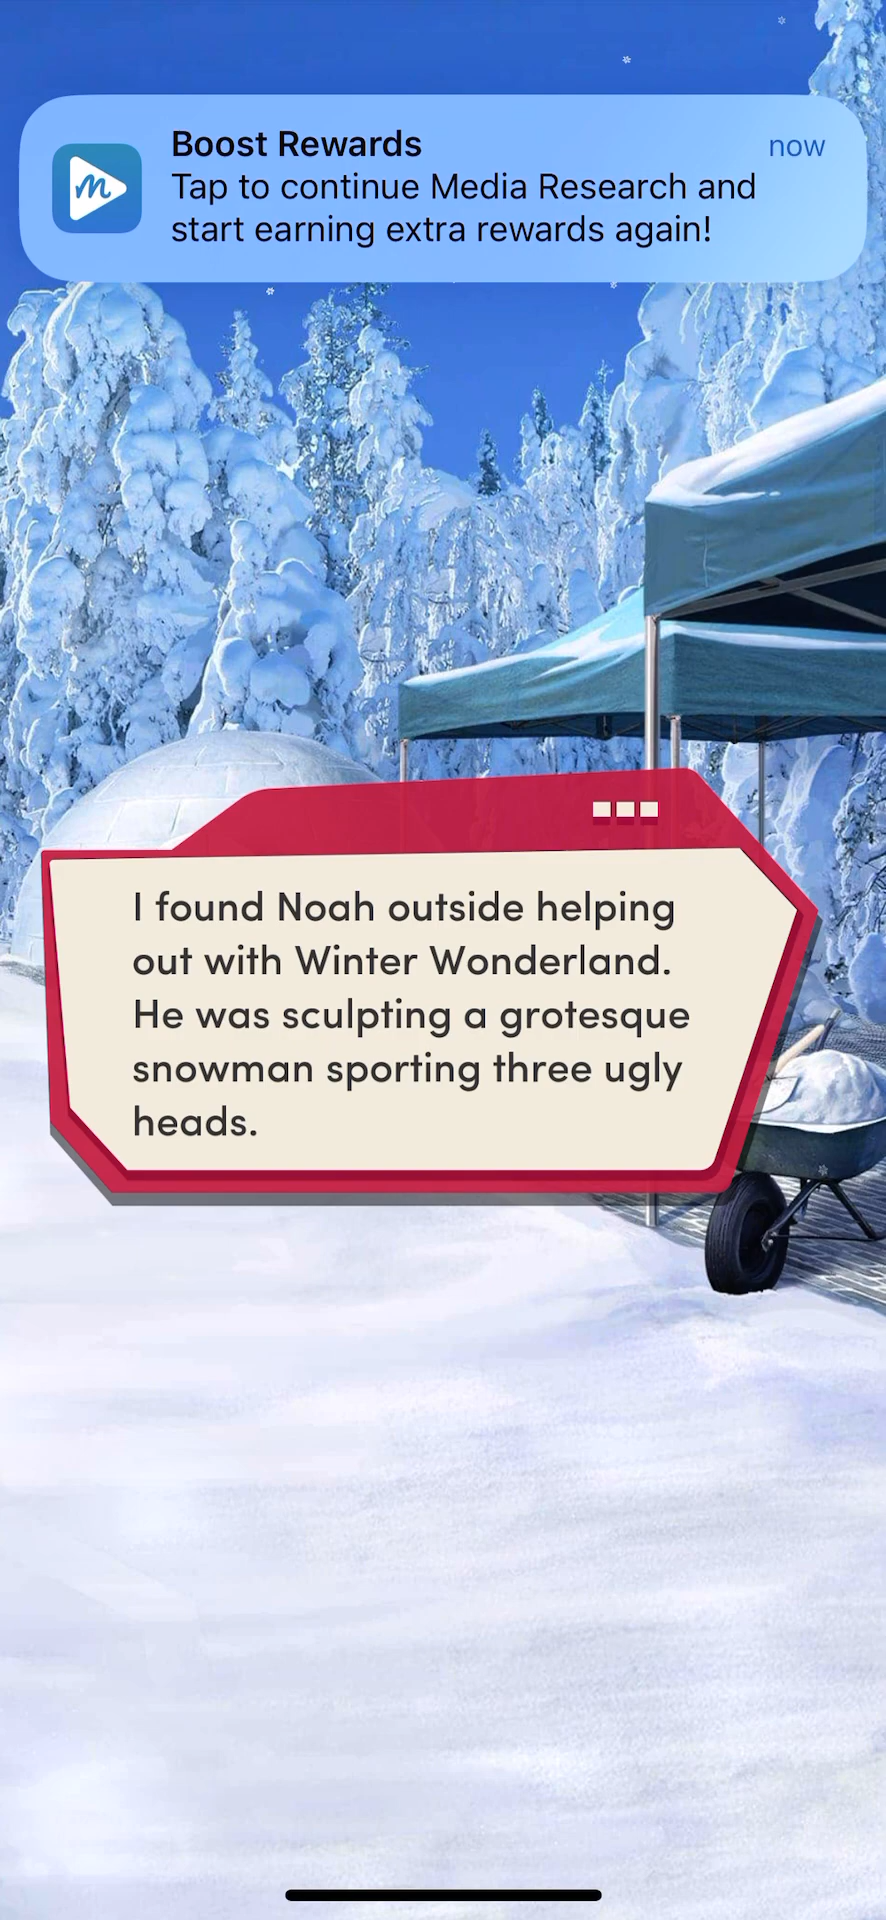 Boost Rewards
now
Tap to continue Media Research and
start earning extra rewards again!
I found Noah outside helping
out with Winter Wonderland.
He was sculpting a grotesque
snowman sporting three ugly
heads.